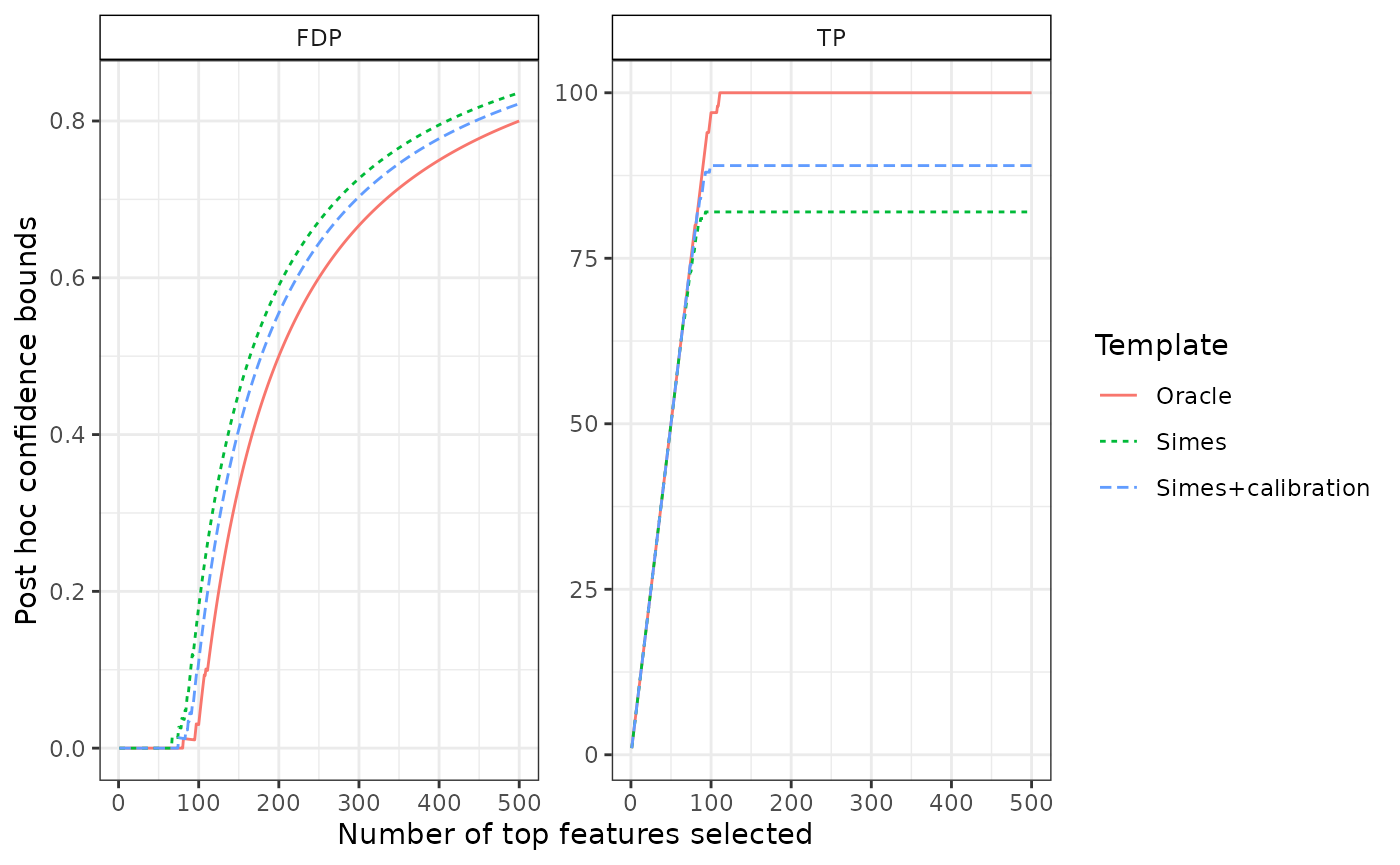 FDP
TP
Post hoc confidence bounds
0.8
0.6
0.4
0.2
0.0
0 100 200 300 400 500
100
75
50
25
0
0 100 200 300 400 500
Number of top features selected
Template
Oracle
Simes
Simes+calibration